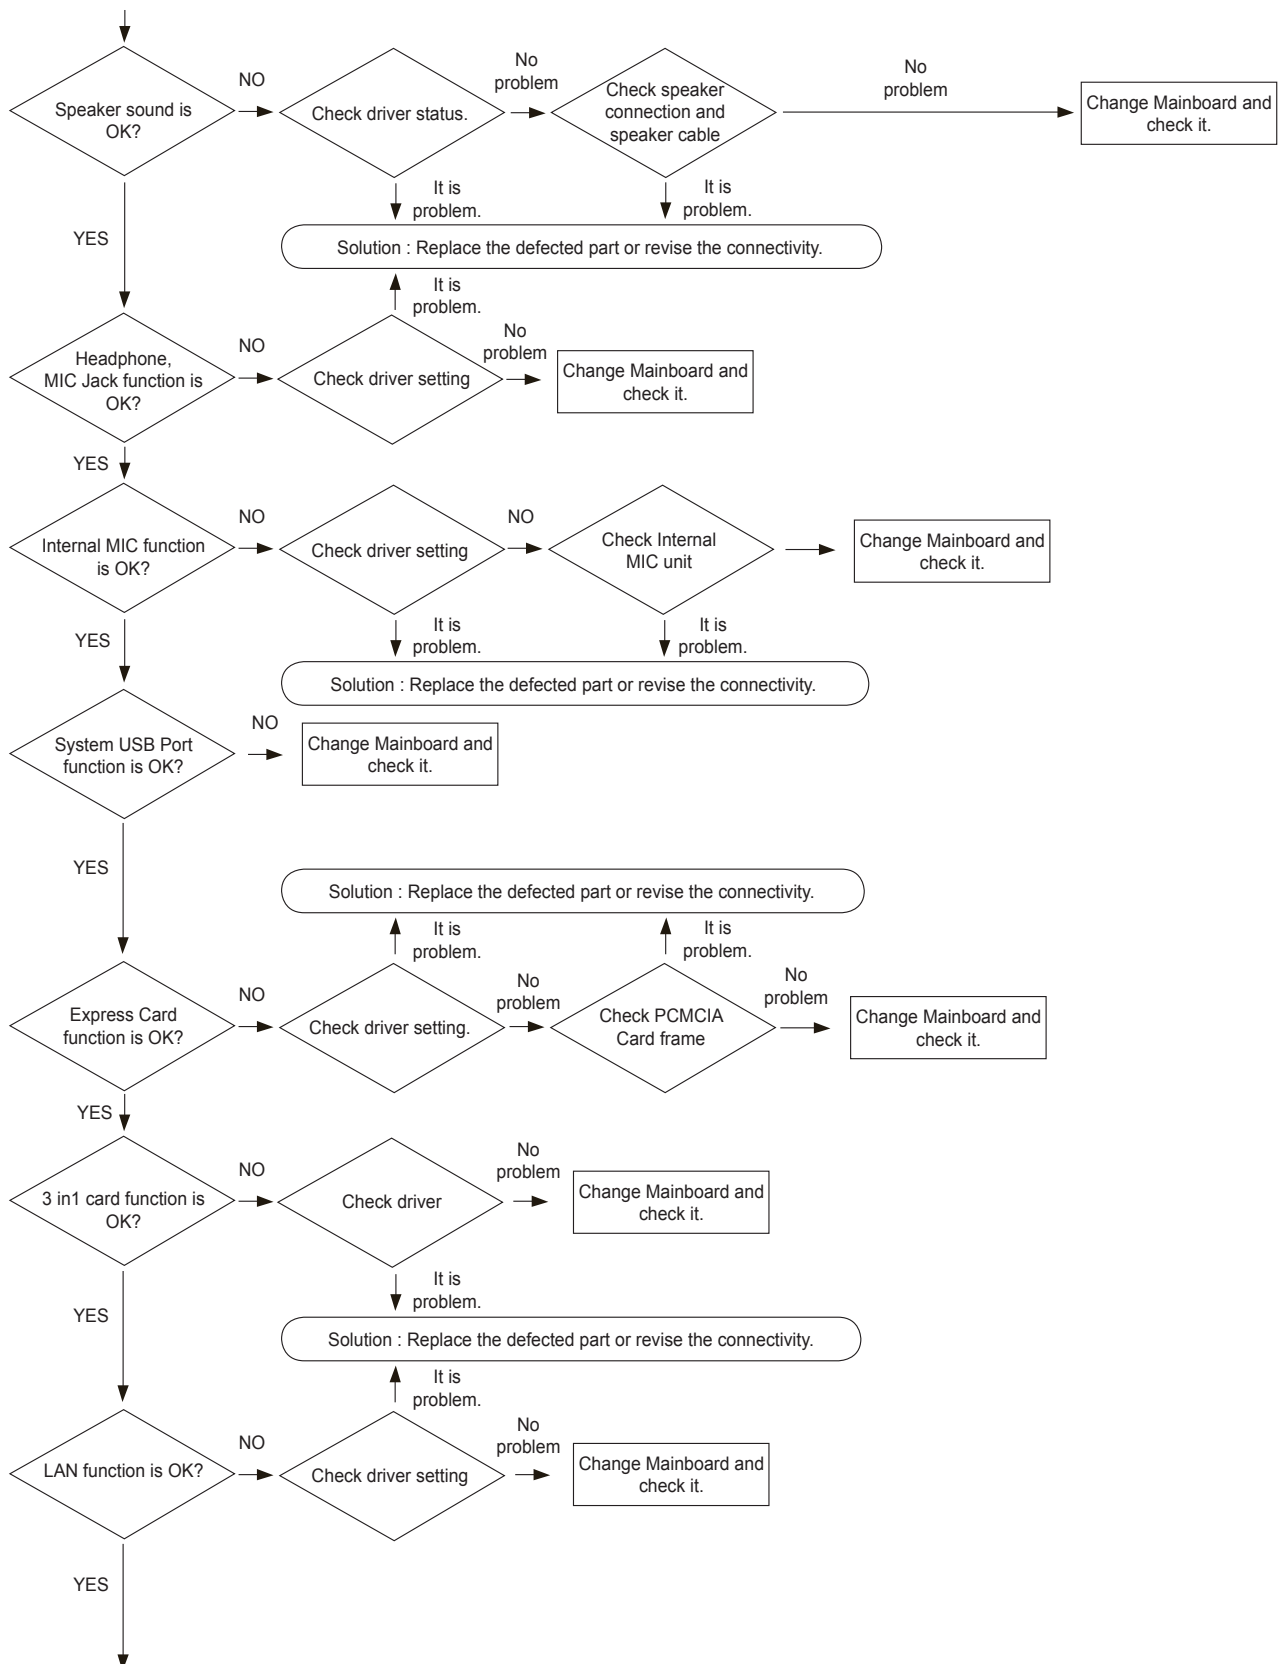 NO
No
problem
No
problem
Speaker sound is
OK?
Check driver status.
Check speaker
connection and
speaker cable
Change Mainboard and
check it.
It is
problem.
It is
problem.
YES
Solution : Replace the defected part or revise the connectivity.
It is
problem.
NO
No
problem
Headphone,
MIC Jack function is
OK?
Check driver setting
Change Mainboard and
check it.
YES
NO
NO
Internal MIC function
is OK?
Check driver setting
Check Internal
MIC unit
Change Mainboard and
check it.
It is
problem.
It is
problem.
YES
Solution : Replace the defected part or revise the connectivity.
NO
System USB Port
function is OK?
Change Mainboard and
check it.
YES
Solution : Replace the defected part or revise the connectivity.
It is
problem.
It is
problem.
NO
No
problem
No
problem
Express Card
function is OK?
Check driver setting.
Check PCMCIA
Card frame
Change Mainboard and
check it.
YES
NO
No
problem
3 in1 card function is
OK?
Check driver
Change Mainboard and
check it.
It is
problem.
YES
Solution : Replace the defected part or revise the connectivity.
It is
problem.
NO
No
problem
LAN function is OK?
Check driver setting
Change Mainboard and
check it.
YES